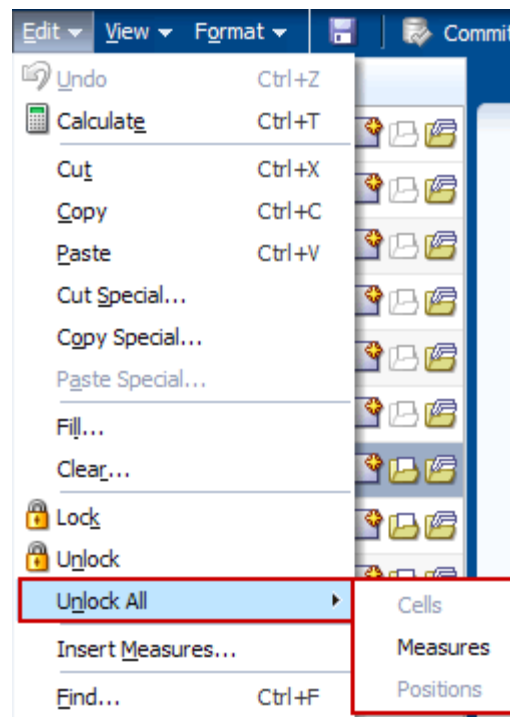 Edit View Format Commit
Undo Ctrl+Z
Calculate Ctrl+T
Cut Ctrl+X
Copy Ctrl+C
Paste Ctrl+V
Cut Special...
Copy Special...
Paste Special...
Fill...
Clear...
Lock
Unlock
Unlock All
Cells
Insert Measures...
Measures
Find... Ctrl+F
Positions